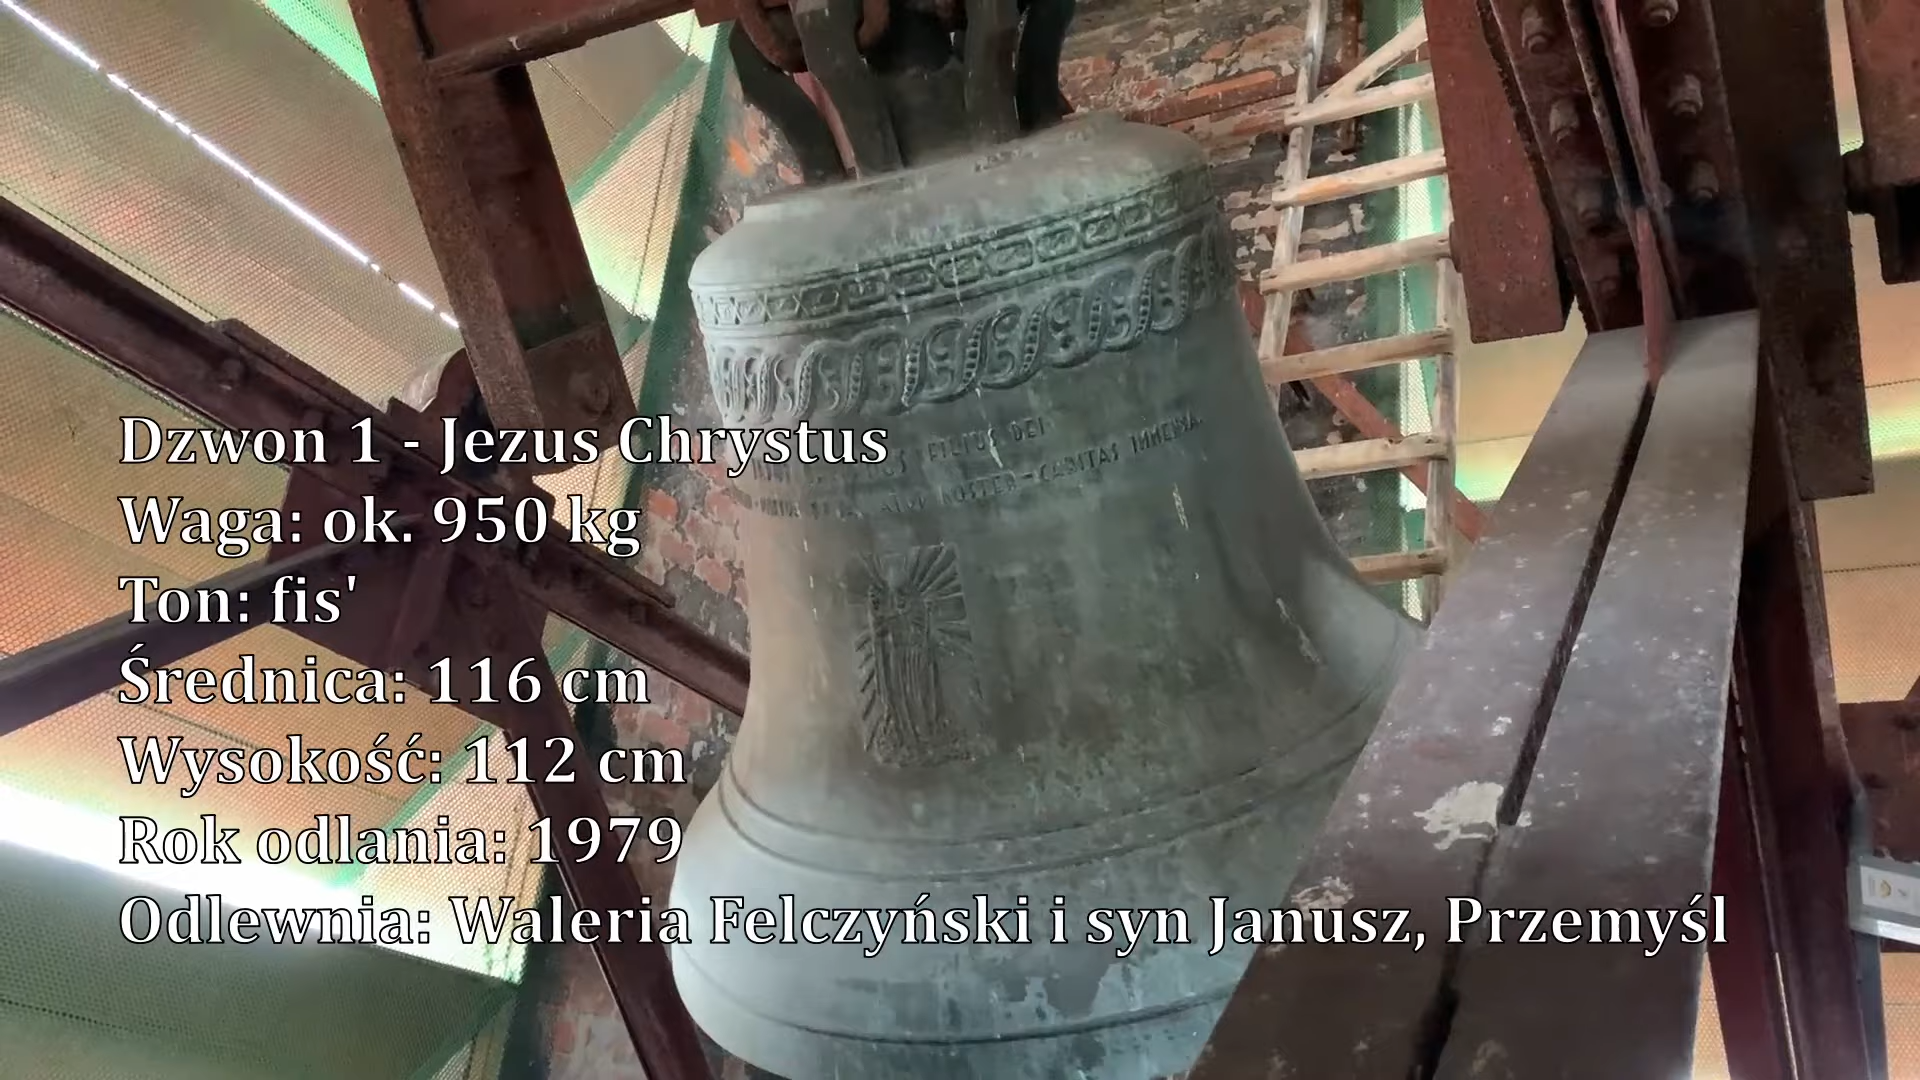 FILIUS DEI
NOSTER - CARITAS IMMENSA
Dzwon 1 - Jezus Chrystus
Waga: ok. 950 kg
Ton: fis'
Średnica: 116 cm
Wysokość: 112 cm
Rok odlania: 1979
Odlewnia: Waleria Felczyński i syn Janusz, Przemyśl